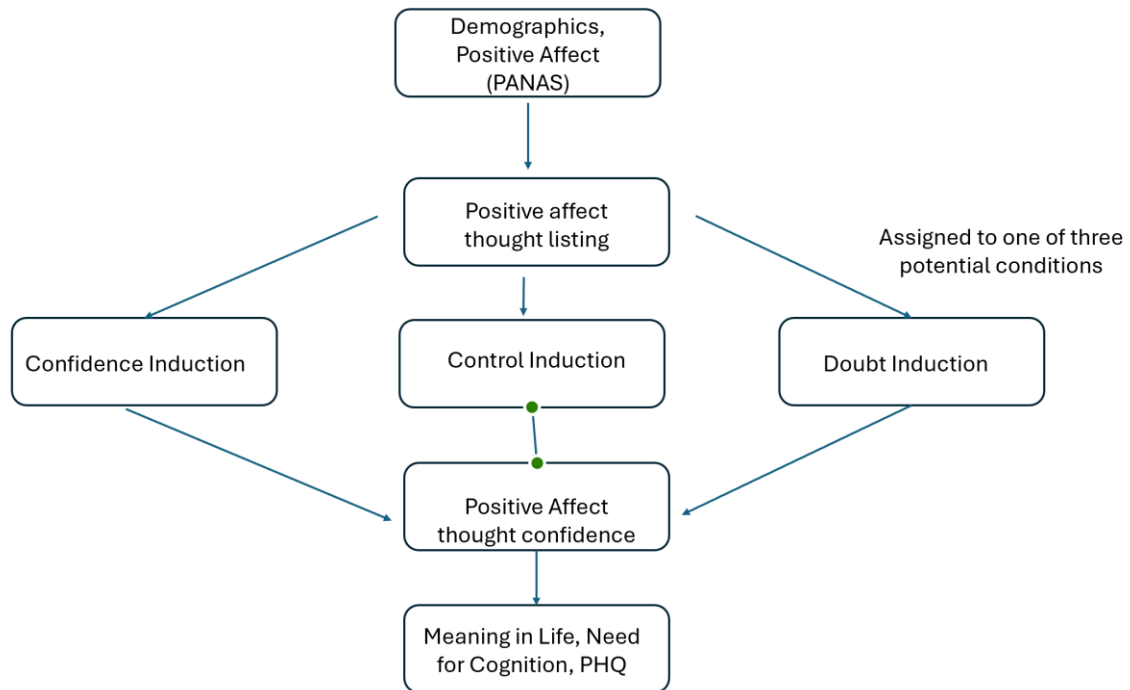 Demographics,
Positive Affect
(PANAS)
Positive affect
thought listing
Assigned to one of three
potential conditions
Confidence Induction
Control Induction
Doubt Induction
Positive Affect
thought confidence
Meaning in Life, Need
for Cognition, PHQ